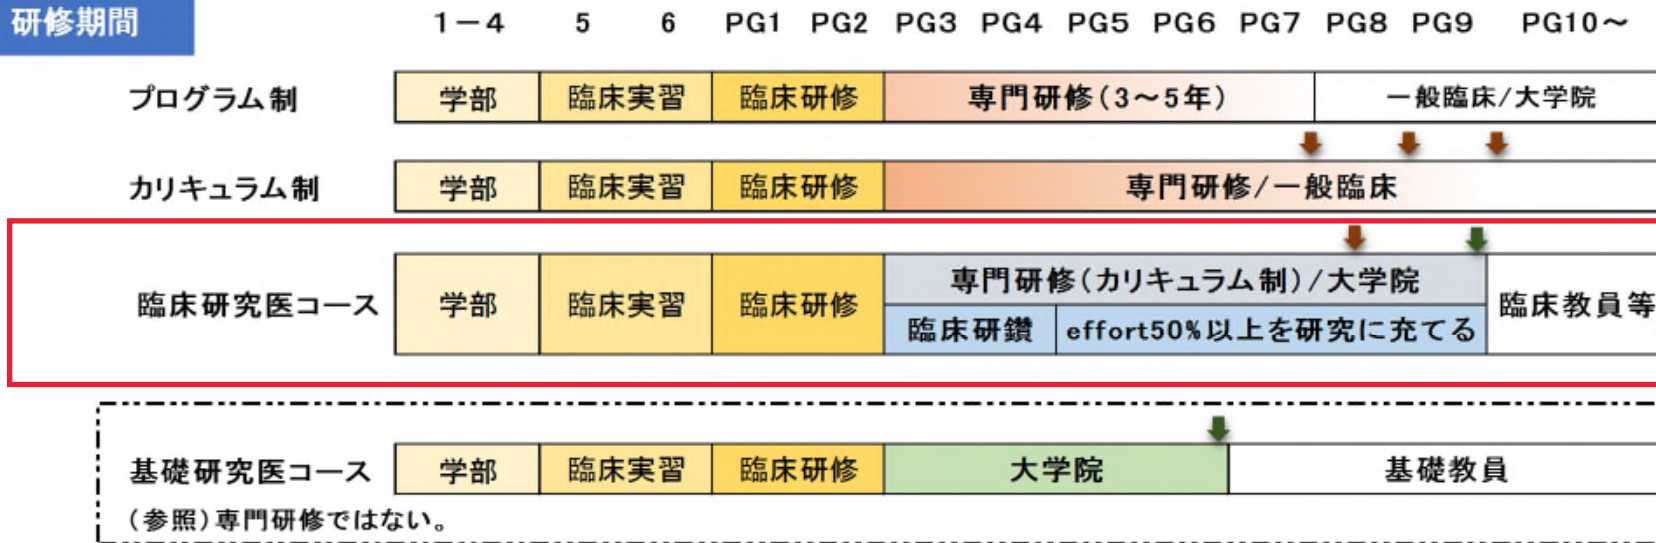 研修期間 1－4 5 6 PG1 PG2 PG3 PG4 PG5 PG6 PG7 PG8 PG9 PG10～
プログラム制 学部 臨床実習 臨床研修 専門研修(3～5年) 一般臨床/大学院
カリキュラム制 学部 臨床実習 臨床研修 専門研修/一般臨床
臨床研究医コース 学部 臨床実習 臨床研修 専門研修(カリキュラム制)/大学院 臨床教員等
臨床研鑽 effort50%以上を研究に充てる
基礎研究医コース 学部 臨床実習 臨床研修 大学院 基礎教員
(参照)専門研修ではない。